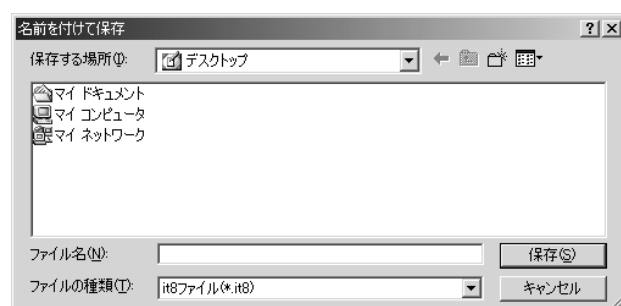 名前を付けて保存
保存する場所(I):
デスクトップ
マイ ドキュメント
マイ コンピュータ
マイ ネットワーク
ファイル名(N):
保存(S)
ファイルの種類(T):
it8ファイル(*.it8)
キャンセル